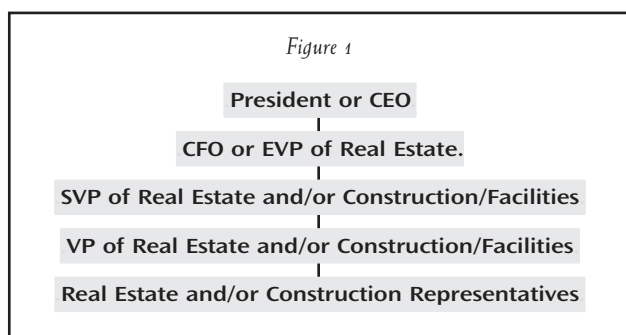 Figure 1
President or CEO
CFO or EVP of Real Estate.
SVP of Real Estate and/or Construction/Facilities
VP of Real Estate and/or Construction/Facilities
Real Estate and/or Construction Representatives